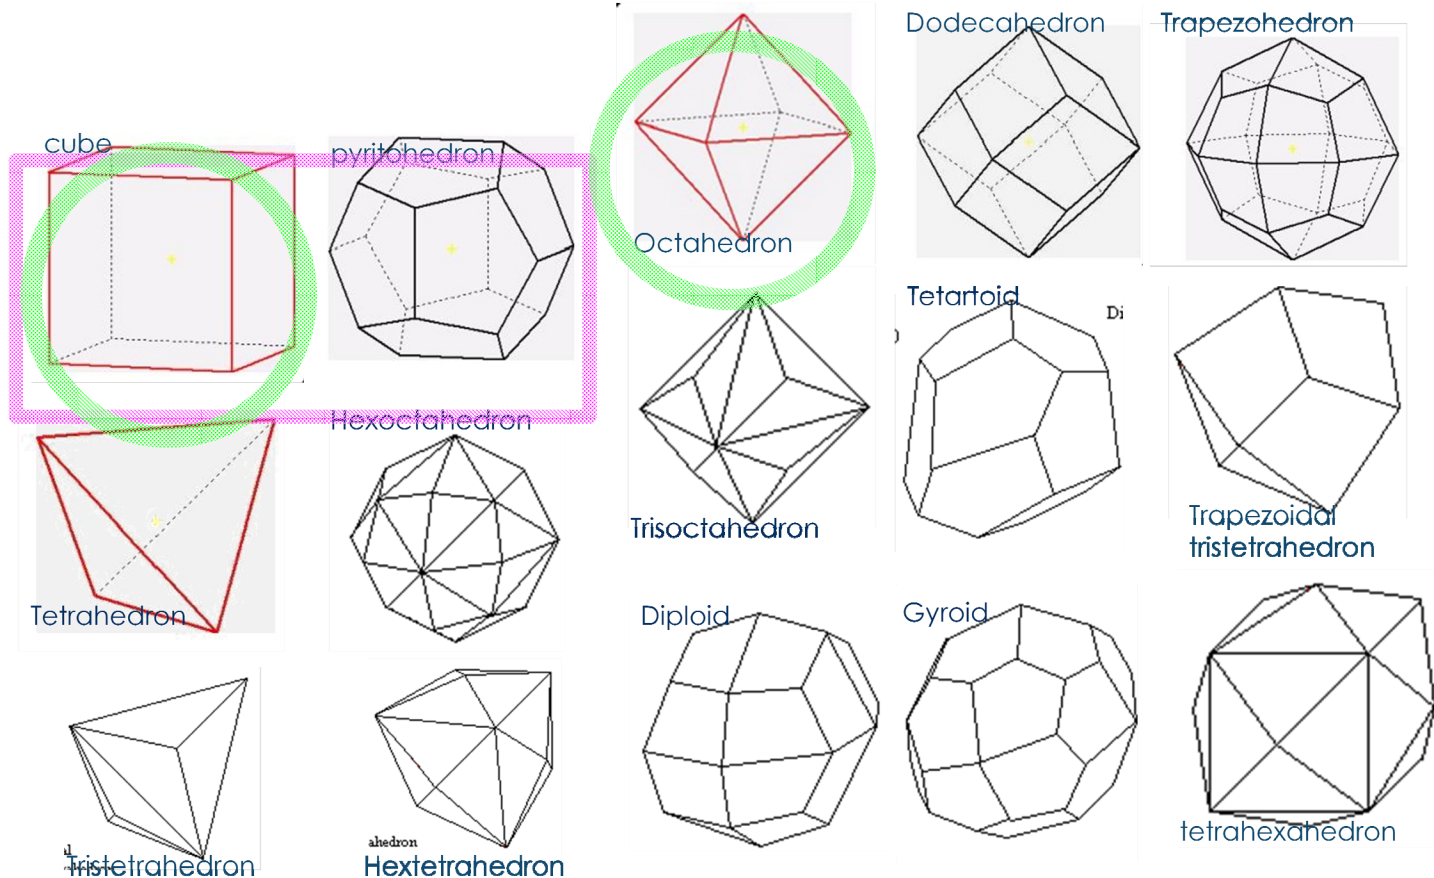 Dodecahedron
Trapezohedron
cube
pyritohedron
Octahedron
Tetartoid
Di
Hexoctahedron
Trisoctahedron
Trapezoidal
tristetrahedron
Tetrahedron
Diploid
Gyroid
tetrahexahedron
ahedron
Tristetrahedron
Hextetrahedron